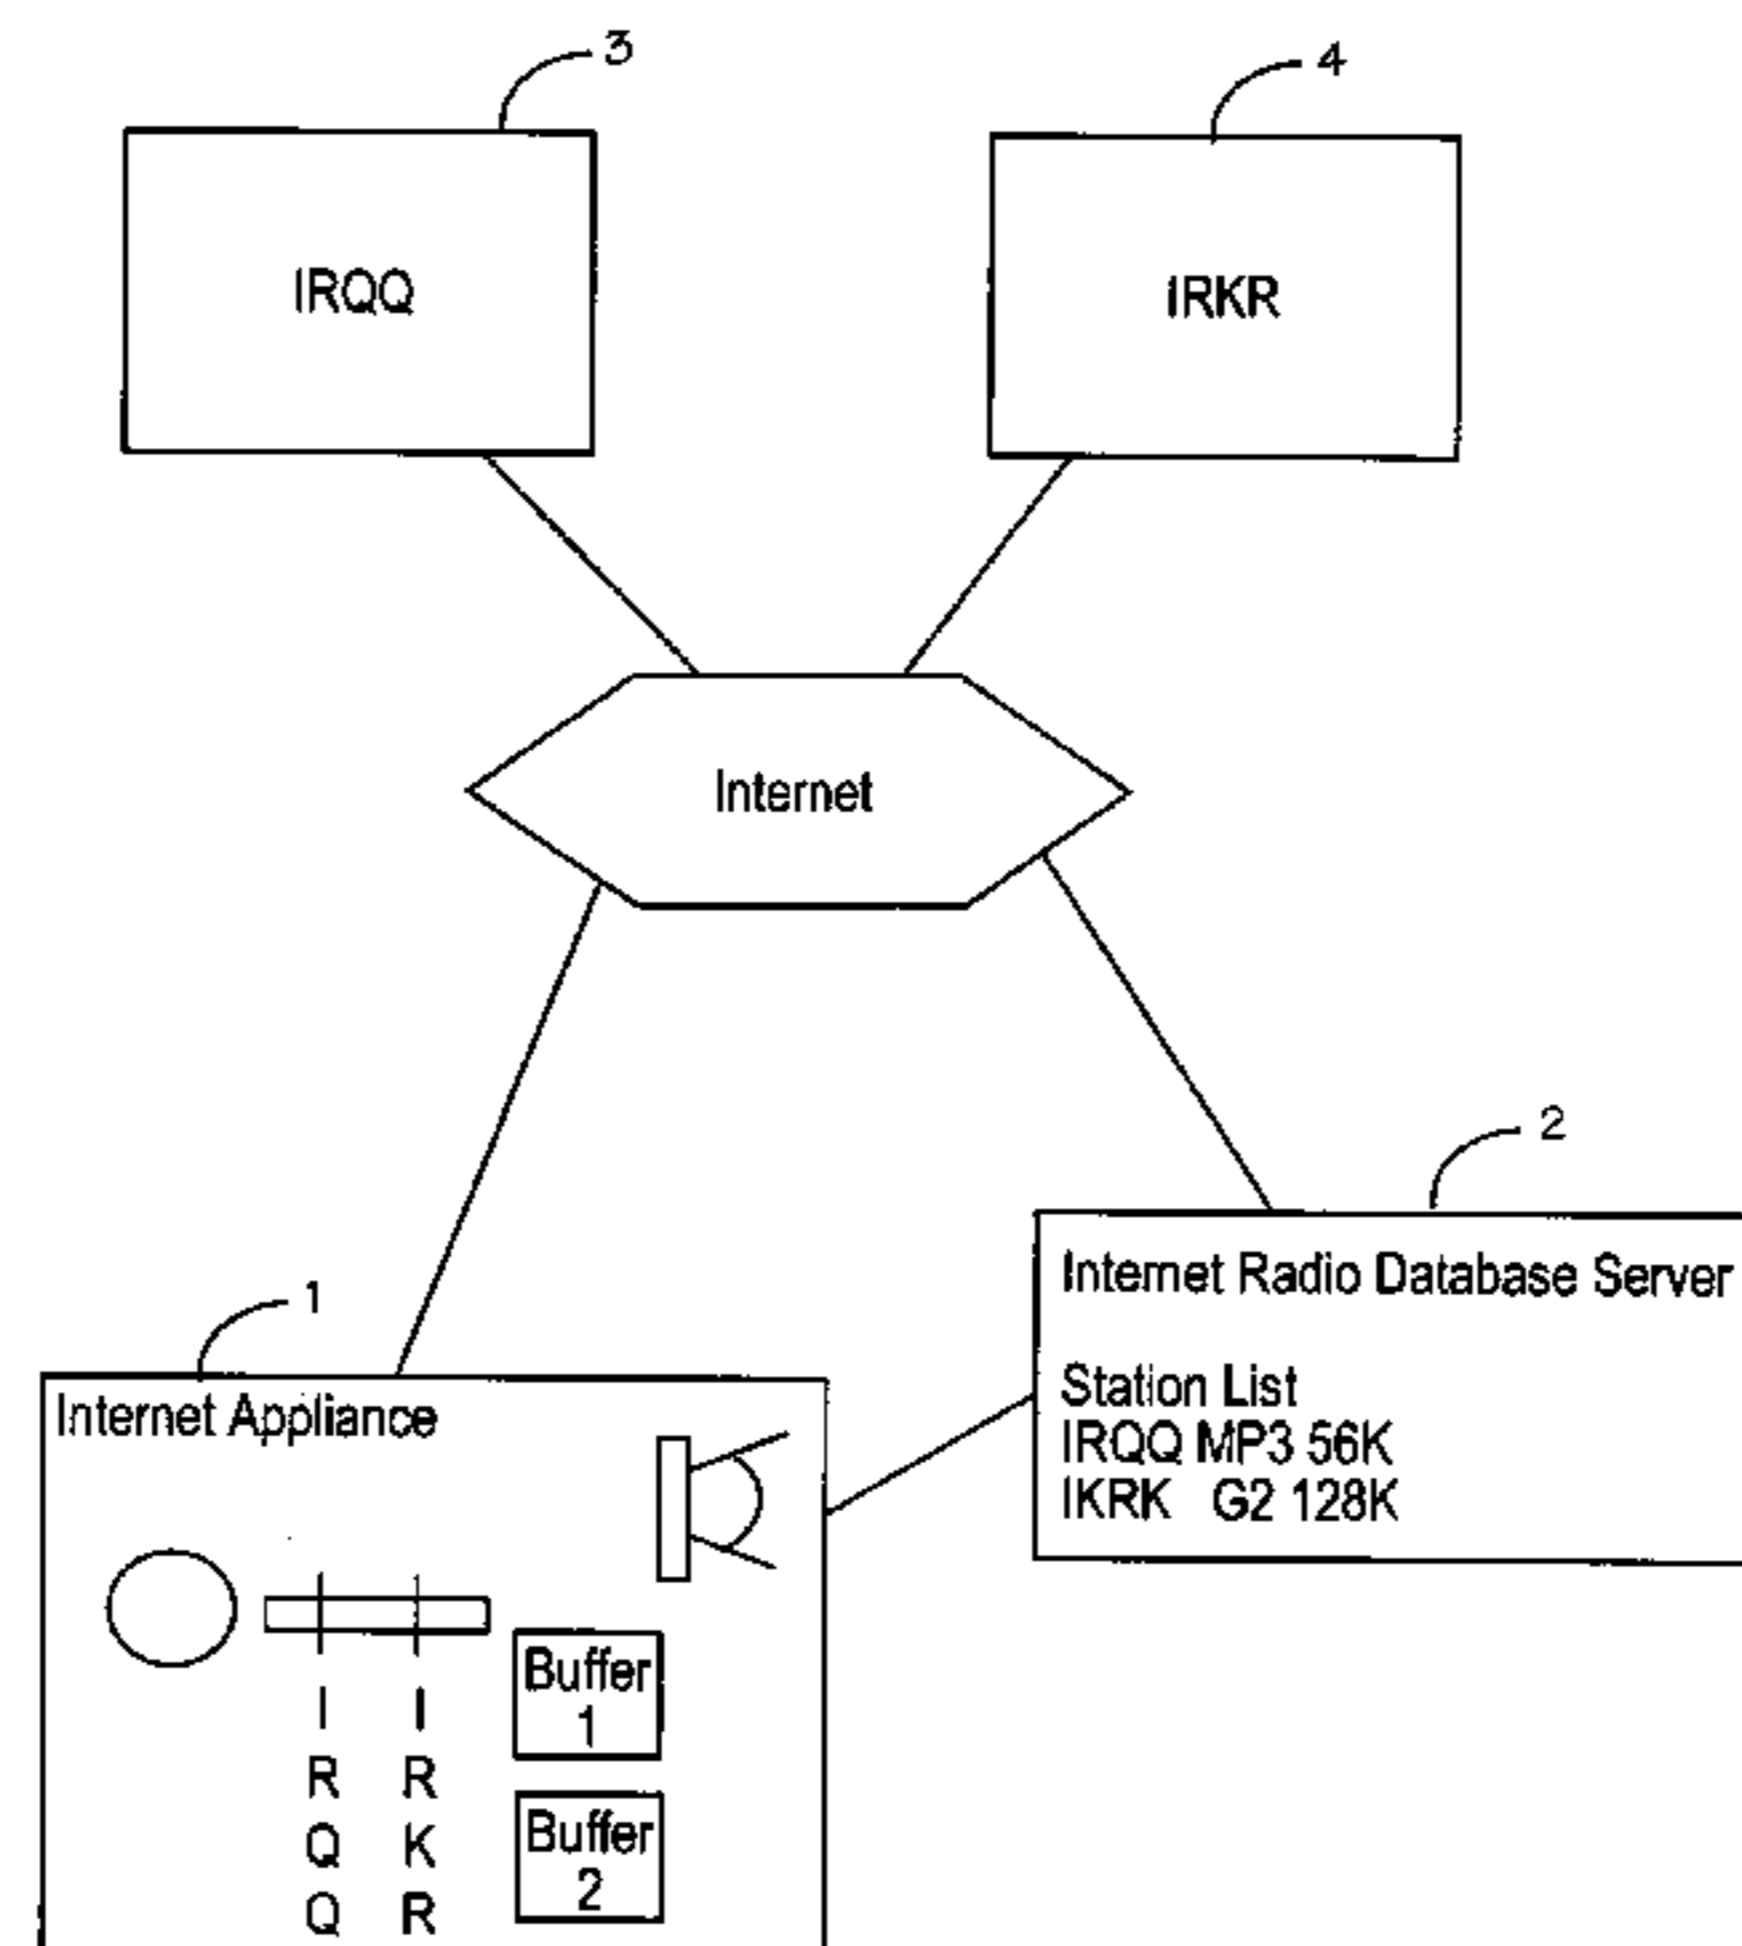 3
4
IRQQ
IRKR
Internet
2
Internet Radio Database Server
1
Station List
Internet Appliance
IRQQ MP3 56K
IKRK G2 128K
Buffer
1
I I
R R
Q K
Q R
Buffer
2